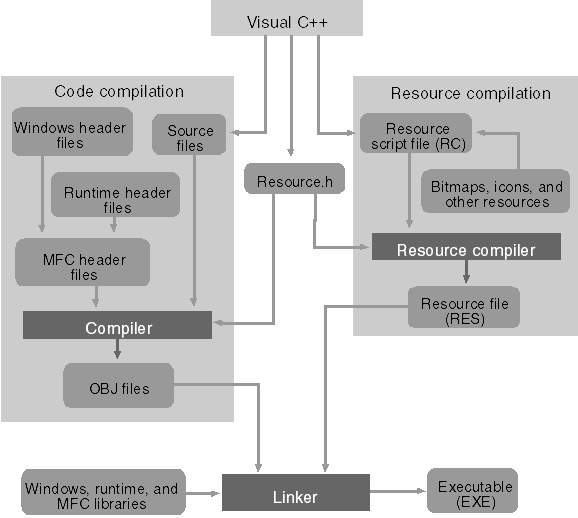 Visual C++
Code compilation
Windows header
files
Source
files
Runtime header
files
MFC header
files
Compiler
OBJ files
Resource.h
Resource compilation
Resource
script file (RC)
Bitmaps, icons, and
other resources
Resource compiler
Resource file
(RES)
Windows, runtime, and
MFC libraries
Linker
Executable
(EXE)